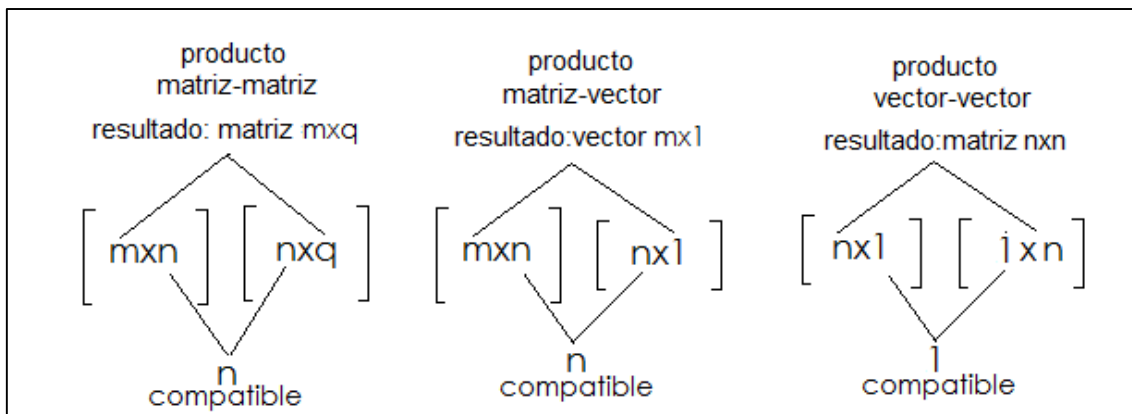 producto
matriz-matriz
resultado: matriz mxq
mxn
nxq
n
compatible
producto
matriz-vector
resultado:vector mx1
mxn
nx1
n
compatible
producto
vector-vector
resultado:matriz nxn
nx1
1xn
1
compatible